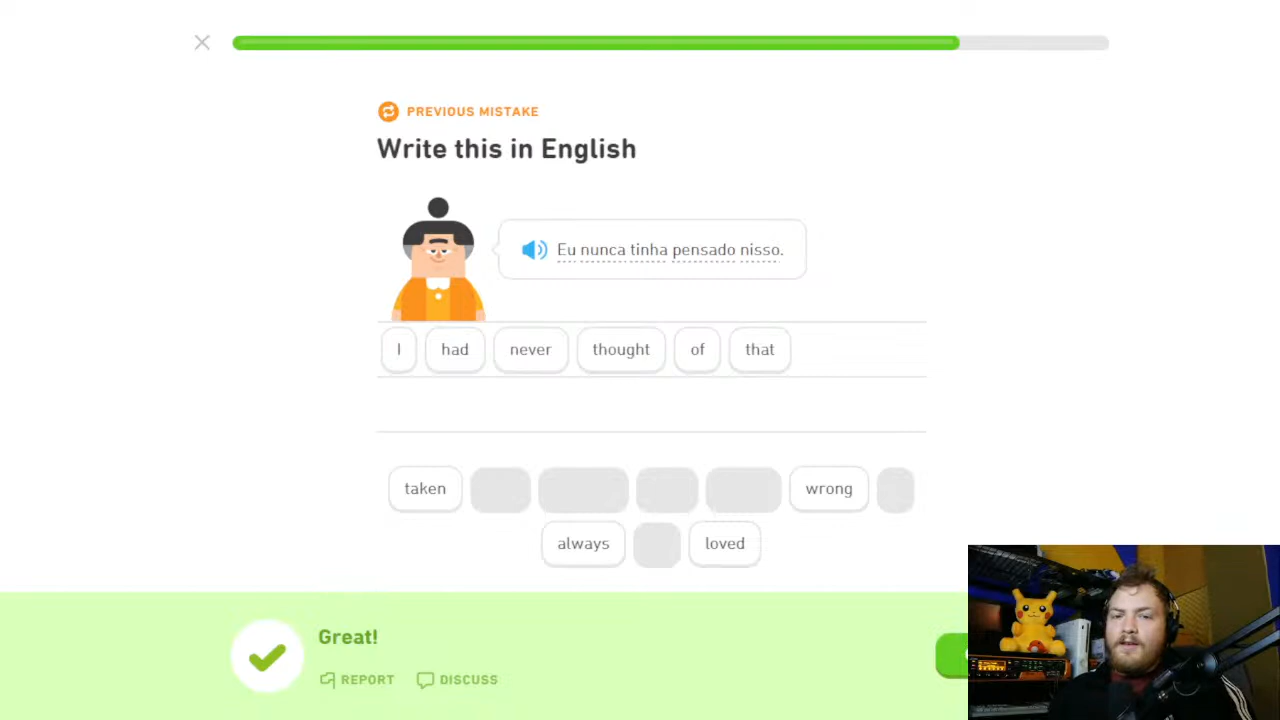 PREVIOUS MISTAKE
Write this in English
Eu nunca tinha pensado nisso.
I had never thought of that
taken wrong
always loved
Great!
REPORT DISCUSS